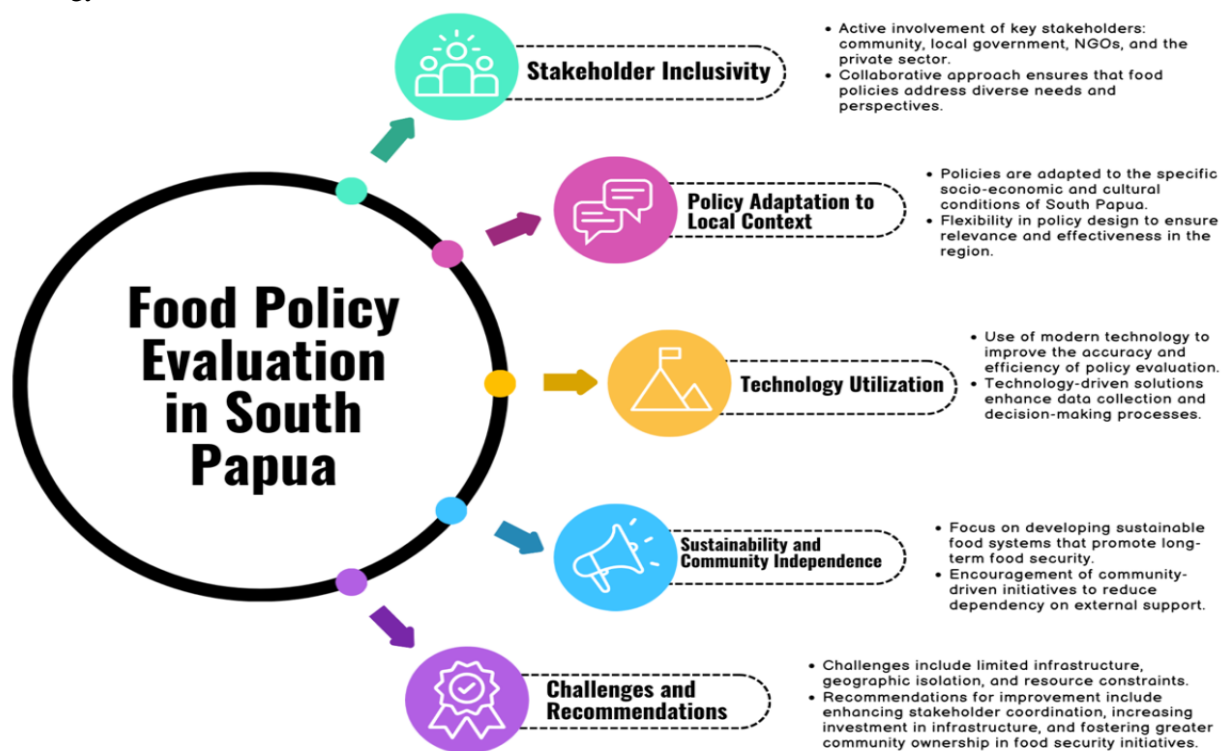 Stakeholder Inclusivity
• Active involvement of key stakeholders:
community, local government, NGOs, and the
private sector.
• Collaborative approach ensures that food
policies address diverse needs and
perspectives.
Policy Adaptation to
Local Context
• Policies are adapted to the specific
socio-economic and cultural
conditions of South Papua.
• Flexibility in policy design to ensure
relevance and effectiveness in the
region.
Food Policy
Evaluation
in South
Papua
Technology Utilization
• Use of modern technology to
improve the accuracy and
efficiency of policy evaluation.
• Technology-driven solutions
enhance data collection and
decision-making processes.
Sustainability and
Community Independence
• Focus on developing sustainable
food systems that promote long-
term food security.
• Encouragement of community-
driven initiatives to reduce
dependency on external support.
Challenges and
Recommendations
• Challenges include limited infrastructure,
geographic isolation, and resource constraints.
• Recommendations for improvement include
enhancing stakeholder coordination, increasing
investment in infrastructure, and fostering greater
community ownership in food security initiatives.